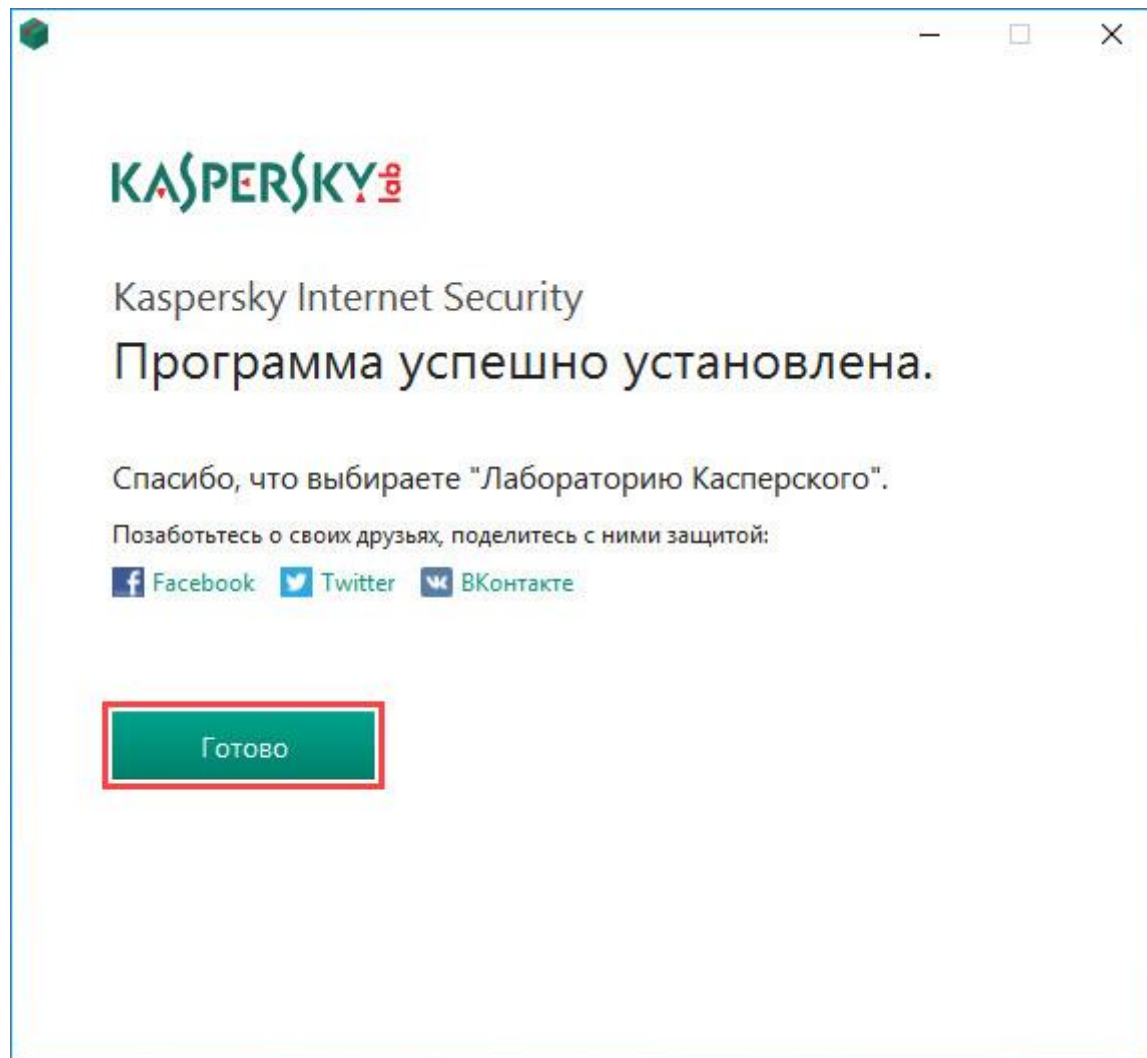 KASPERSKY lab
Kaspersky Internet Security
Программа успешно установлена.
Спасибо, что выбираете "Лабораторию Касперского".
Позаботьтесь о своих друзьях, поделитесь с ними защитой:
Facebook Twitter ВКонтакте
Готово